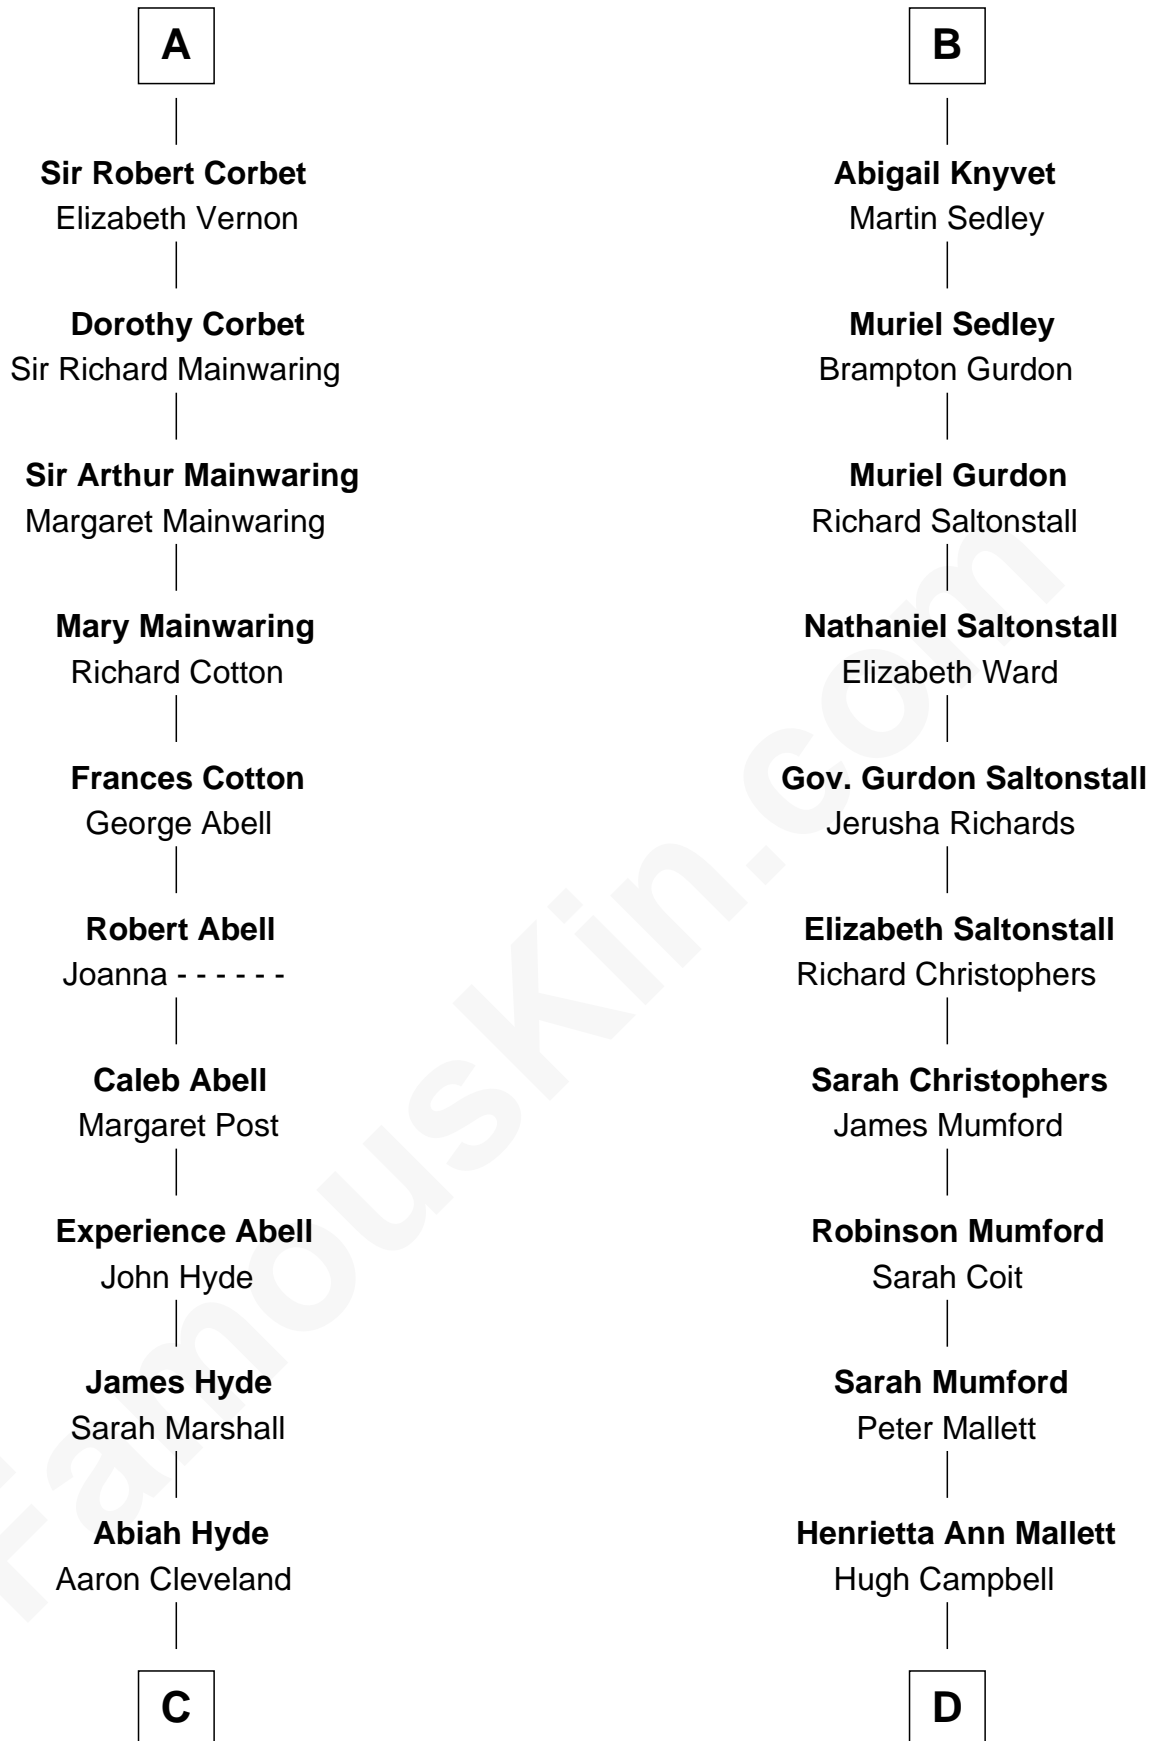 A
Sir Robert Corbet
Elizabeth Vernon
Dorothy Corbet
Sir Richard Mainwaring
Sir Arthur Mainwaring
Margaret Mainwaring
Mary Mainwaring
Richard Cotton
Frances Cotton
George Abell
Robert Abell
Joanna - - - - - -
Caleb Abell
Margaret Post
Experience Abell
John Hyde
James Hyde
Sarah Marshall
Abiah Hyde
Aaron Cleveland
C
B
Abigail Knyvet
Martin Sedley
Muriel Sedley
Brampton Gurdon
Muriel Gurdon
Richard Saltonstall
Nathaniel Saltonstall
Elizabeth Ward
Gov. Gurdon Saltonstall
Jerusha Richards
Elizabeth Saltonstall
Richard Christophers
Sarah Christophers
James Mumford
Robinson Mumford
Sarah Coit
Sarah Mumford
Peter Mallett
Henrietta Ann Mallett
Hugh Campbell
D
FamousKin.com